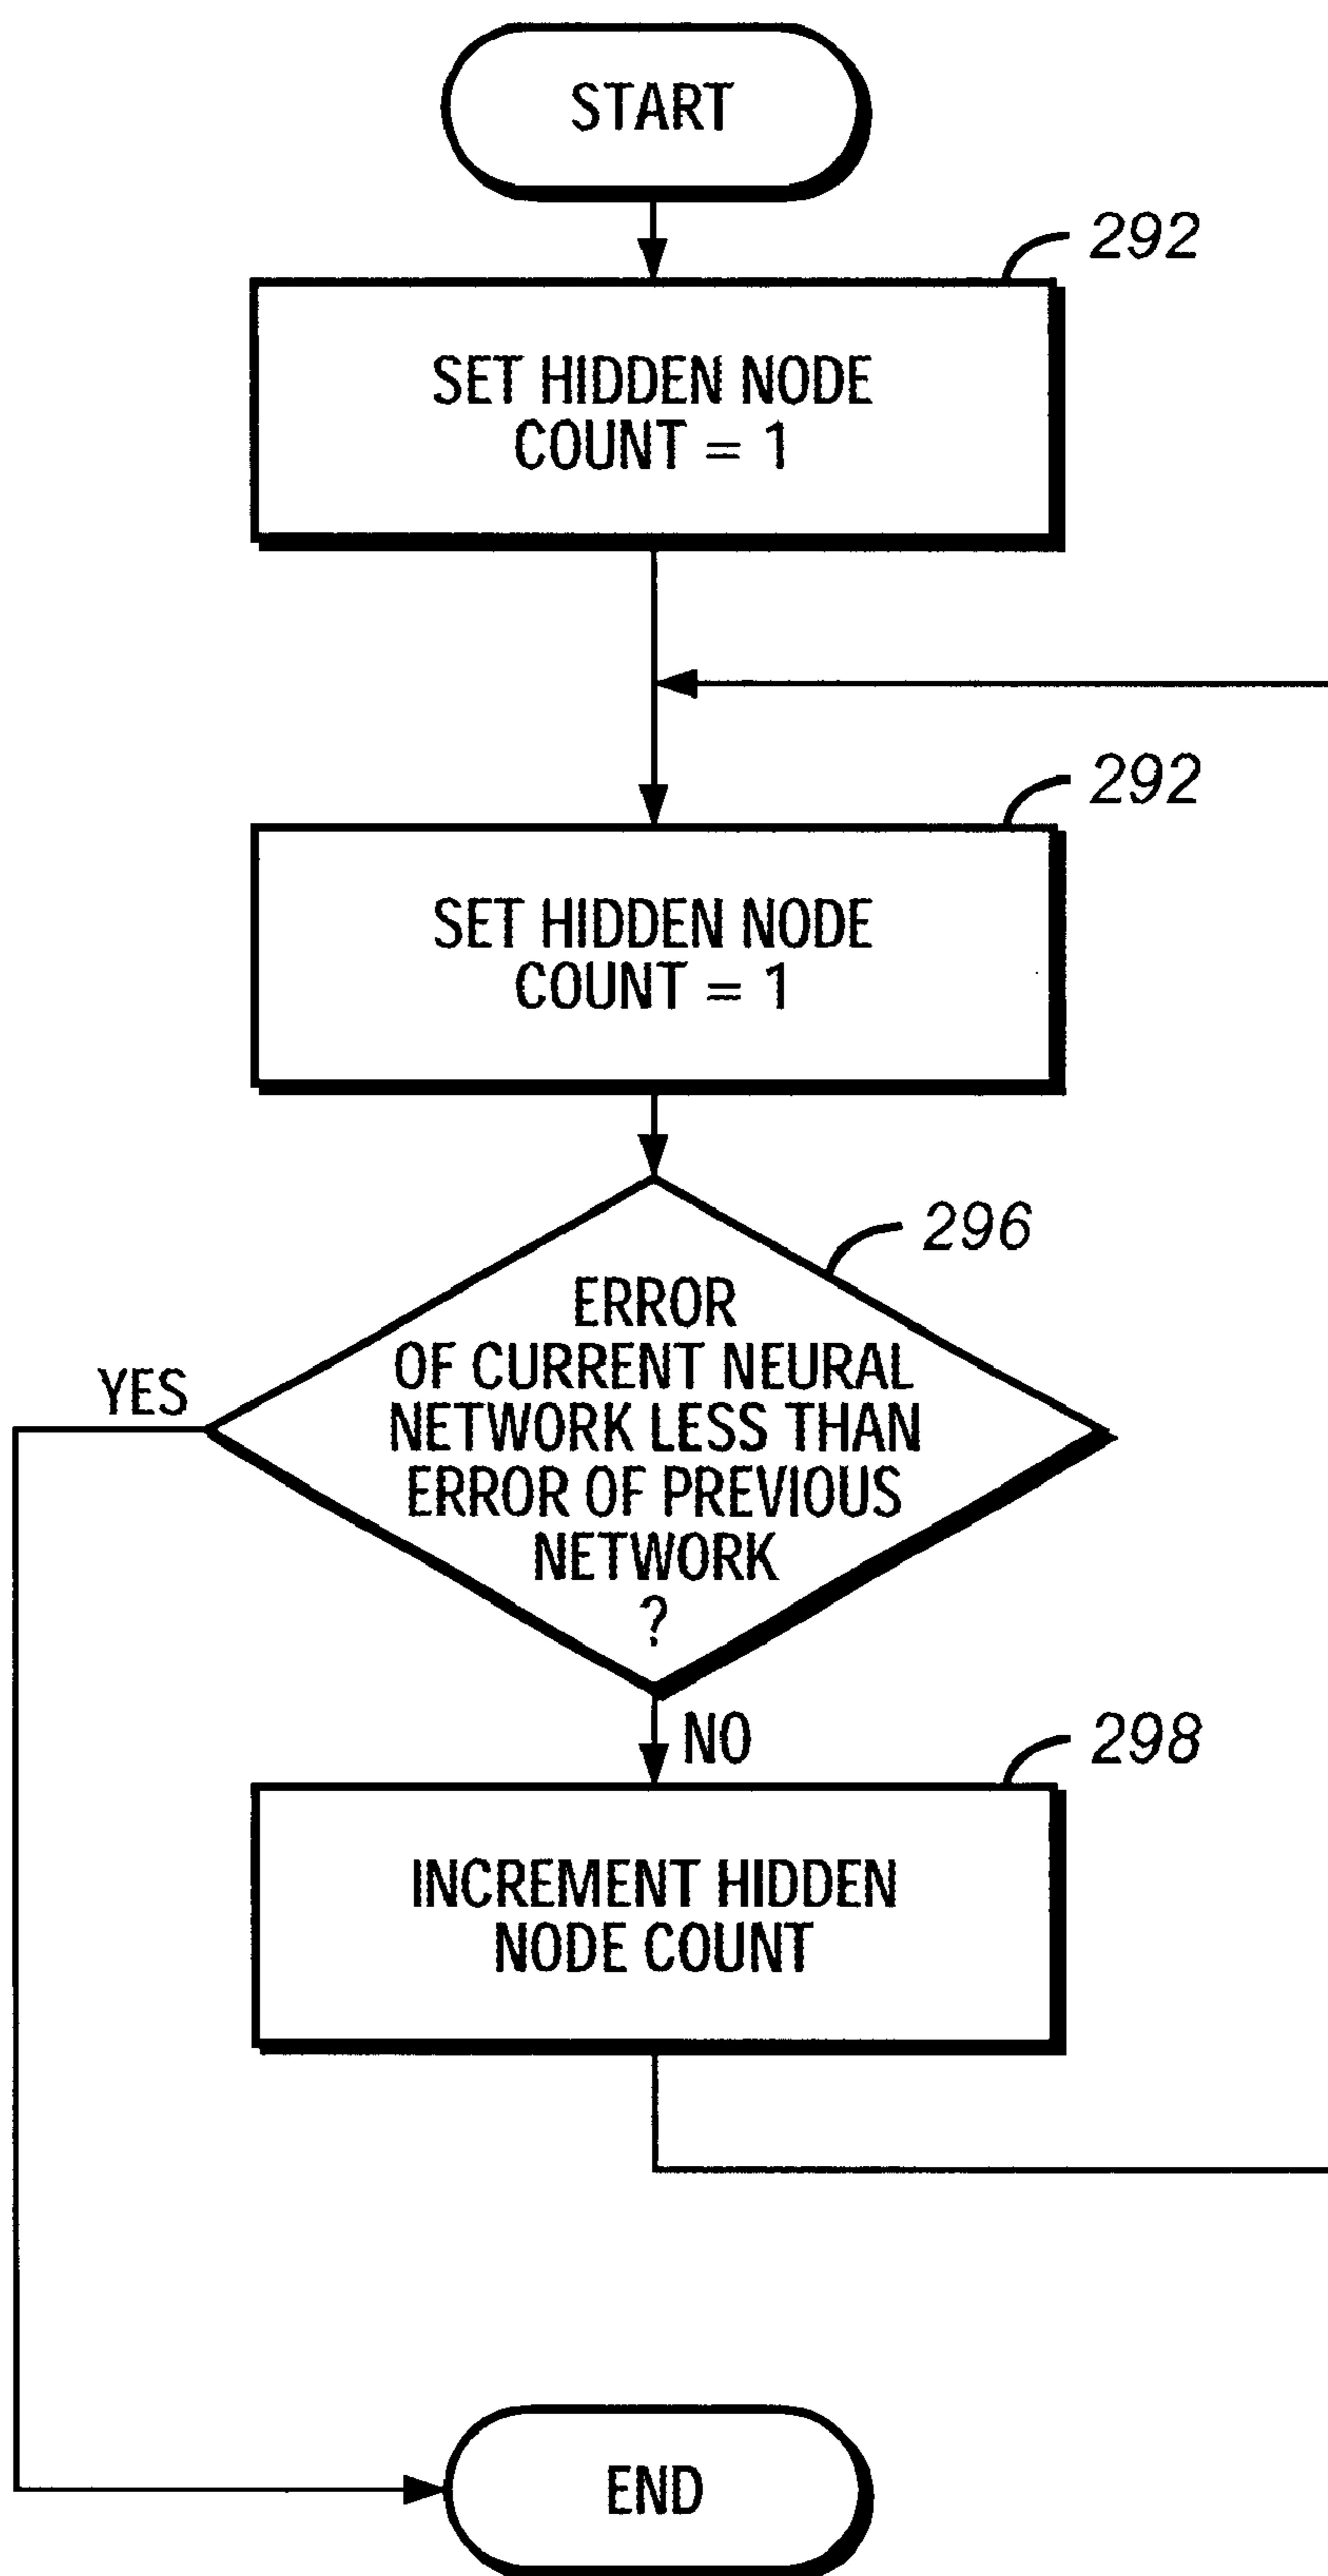 START
292
SET HIDDEN NODE
COUNT = 1
292
SET HIDDEN NODE
COUNT = 1
296
ERROR
OF CURRENT NEURAL
NETWORK LESS THAN
ERROR OF PREVIOUS
NETWORK
?
YES
NO
298
INCREMENT HIDDEN
NODE COUNT
END